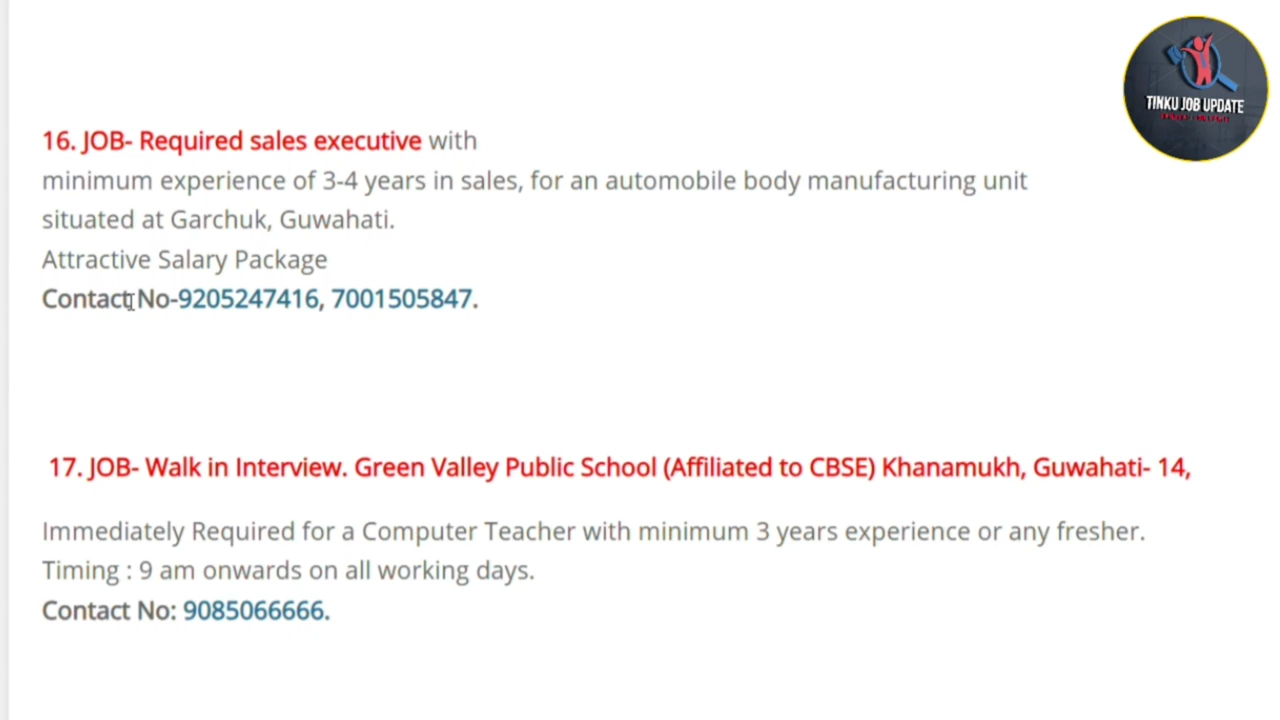 TINKU JOB UPDATE
16. JOB- Required sales executive with
minimum experience of 3-4 years in sales, for an automobile body manufacturing unit
situated at Garchuk, Guwahati.
Attractive Salary Package
Contact No-9205247416, 7001505847.
17. JOB- Walk in Interview. Green Valley Public School (Affiliated to CBSE) Khanamukh, Guwahati- 14,
Immediately Required for a Computer Teacher with minimum 3 years experience or any fresher.
Timing : 9 am onwards on all working days.
Contact No: 9085066666.